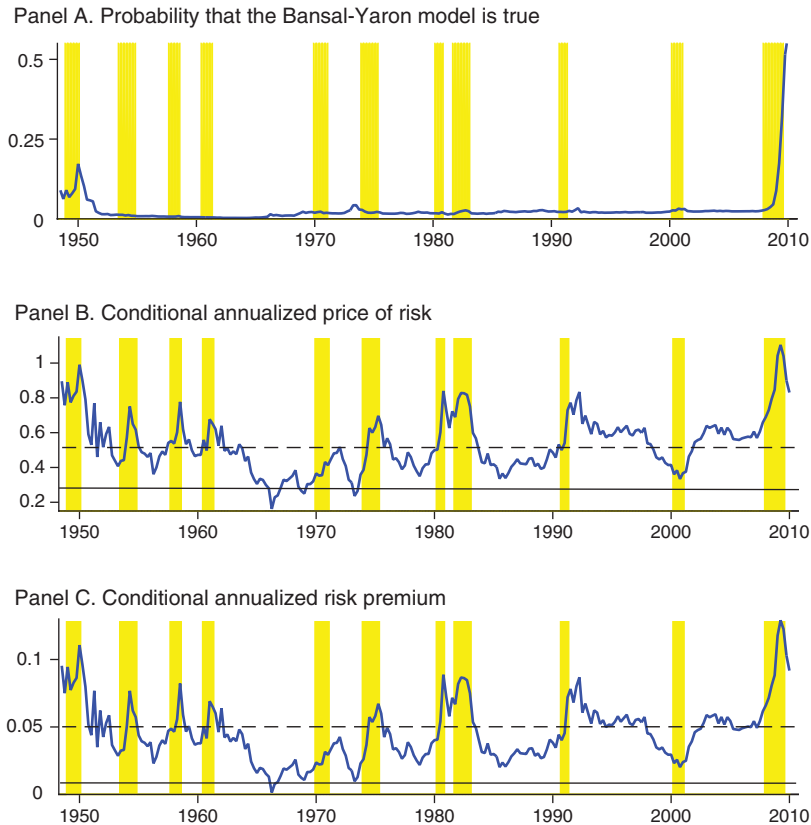 Panel A. Probability that the Bansal-Yaron model is true
0.5
0.25
0
1950 1960 1970 1980 1990 2000 2010
Panel B. Conditional annualized price of risk
1
0.8
0.6
0.4
0.2
1950 1960 1970 1980 1990 2000 2010
Panel C. Conditional annualized risk premium
0.1
0.05
0
1950 1960 1970 1980 1990 2000 2010